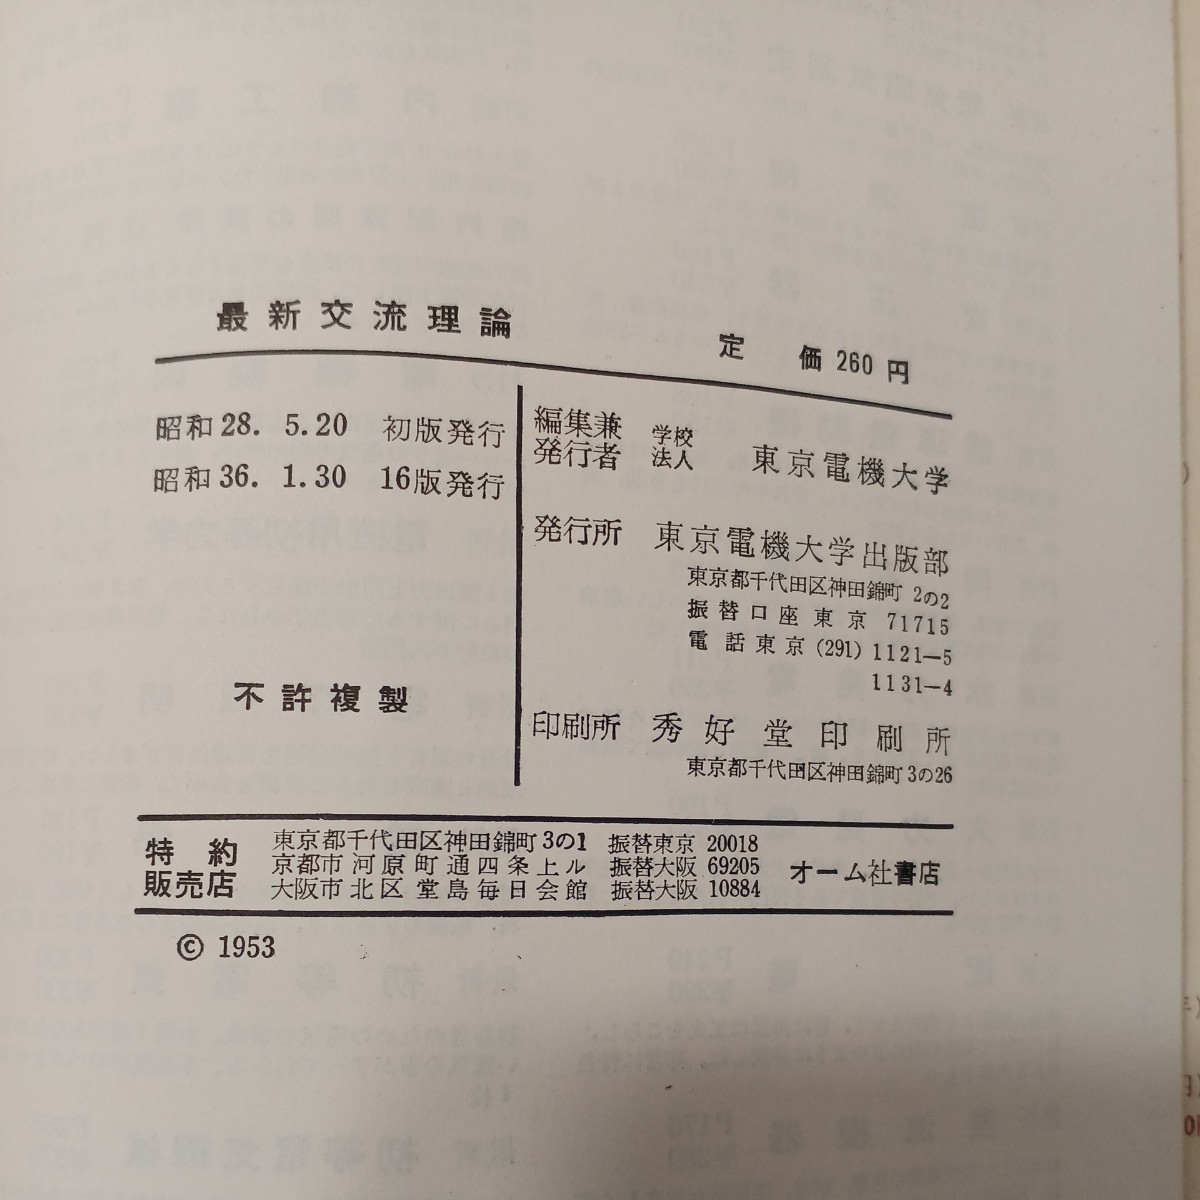 最新交流理論
定 価 260 円
昭和28. 5.20 初版発行
昭和36. 1.30 16版発行
不許複製
編集兼
発行者
学校
法人
東京電機大学
発行所 東京電機大学出版部
東京都千代田区神田錦町 2の2
振替口座東京 71715
電話東京 (291) 1121—5
1131—4
印刷所 秀好堂印刷所
東京都千代田区神田錦町3の26
特約
販売店
東京都千代田区神田錦町3の1 振替東京 20018
京都市河原町通四条上ル 振替大阪 69205
大阪市北区堂島毎日会館 振替大阪 10884
オーム社書店
© 1953